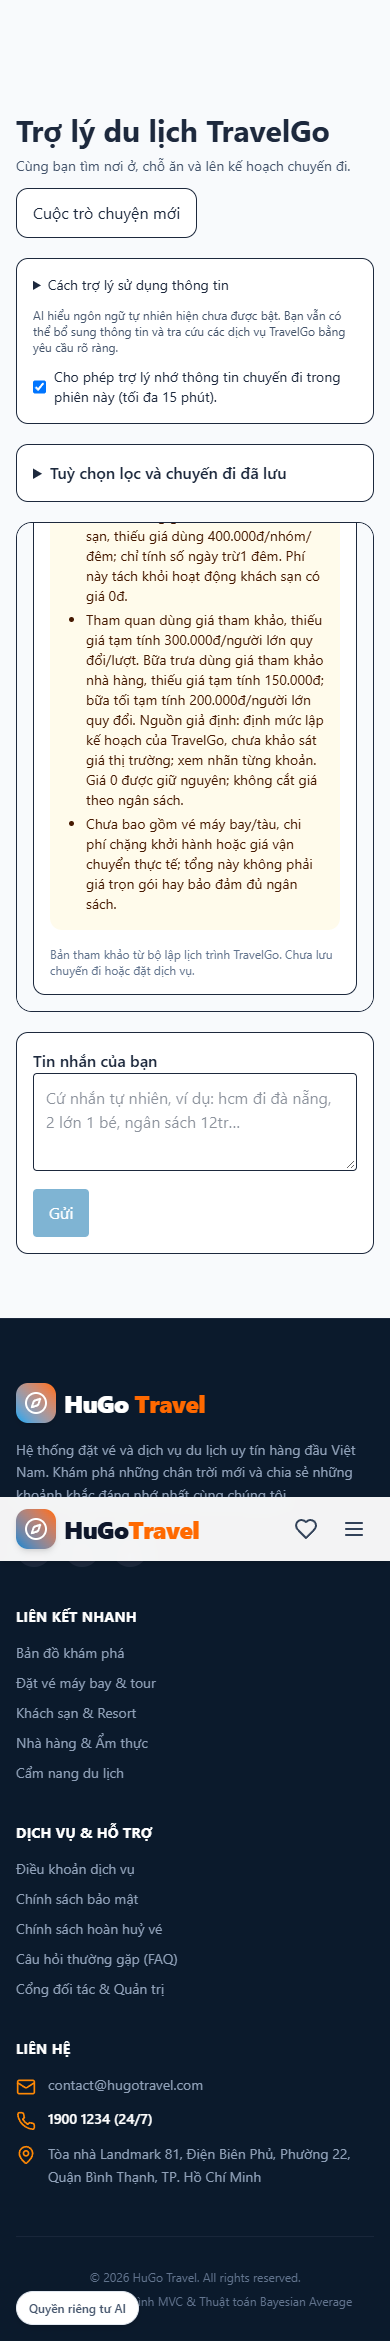 Trợ lý du lịch TravelGo
Cùng bạn tìm nơi ở, chỗ ăn và lên kế hoạch chuyến đi.
Cuộc trò chuyện mới
Cách trợ lý sử dụng thông tin
AI hiểu ngôn ngữ tự nhiên hiện chưa được bật. Bạn vẫn có
thể bổ sung thông tin và tra cứu các dịch vụ TravelGo bằng
yêu cầu rõ ràng.
Cho phép trợ lý nhớ thông tin chuyến đi trong
phiên này (tối đa 15 phút).
Tuỳ chọn lọc và chuyến đi đã lưu
sạn, thiếu giá dùng 400.000đ/nhóm/
đêm; chỉ tính số ngày trừ1 đêm. Phí
này tách khỏi hoạt động khách sạn có
giá 0đ.
Tham quan dùng giá tham khảo, thiếu
giá tạm tính 300.000đ/người lớn quy
đổi/lượt. Bữa trưa dùng giá tham khảo
nhà hàng, thiếu giá tạm tính 150.000đ;
bữa tối tạm tính 200.000đ/người lớn
quy đổi. Nguồn giả định: định mức lập
kế hoạch của TravelGo, chưa khảo sát
giá thị trường; xem nhãn từng khoản.
Giá 0 được giữ nguyên; không cắt giá
theo ngân sách.
Chưa bao gồm vé máy bay/tàu, chi
phí chặng khởi hành hoặc giá vận
chuyển thực tế; tổng này không phải
giá trọn gói hay bảo đảm đủ ngân
sách.
Bản tham khảo từ bộ lập lịch trình TravelGo. Chưa lưu
chuyến đi hoặc đặt dịch vụ.
Tin nhắn của bạn
Cứ nhắn tự nhiên, ví dụ: hcm đi đà nẵng,
2 lớn 1 bé, ngân sách 12tr...
Gửi
HuGo Travel
Hệ thống đặt vé và dịch vụ du lịch uy tín hàng đầu Việt
Nam. Khám phá những chân trời mới và chia sẻ những
khoảnh khắc đáng nhớ nhất cùng chúng tôi
HuGoTravel
LIÊN KẾT NHANH
Bản đồ khám phá
Đặt vé máy bay & tour
Khách sạn & Resort
Nhà hàng & Ẩm thực
Cẩm nang du lịch
DỊCH VỤ & HỖ TRỢ
Điều khoản dịch vụ
Chính sách bảo mật
Chính sách hoàn huỷ vé
Câu hỏi thường gặp (FAQ)
Cổng đối tác & Quản trị
LIÊN HỆ
contact@hugotravel.com
1900 1234 (24/7)
Tòa nhà Landmark 81, Điện Biên Phủ, Phường 22,
Quận Bình Thạnh, TP. Hồ Chí Minh
© 2026 HuGo Travel. All rights reserved.
MVC & Thuật toán Bayesian Average
Quyền riêng tư AI